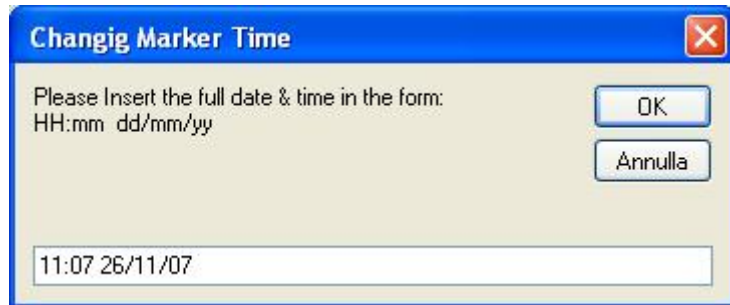 Changig Marker Time
Please Insert the full date & time in the form:
HH:mm dd/mm/yy
OK
Annulla
11:07 26/11/07